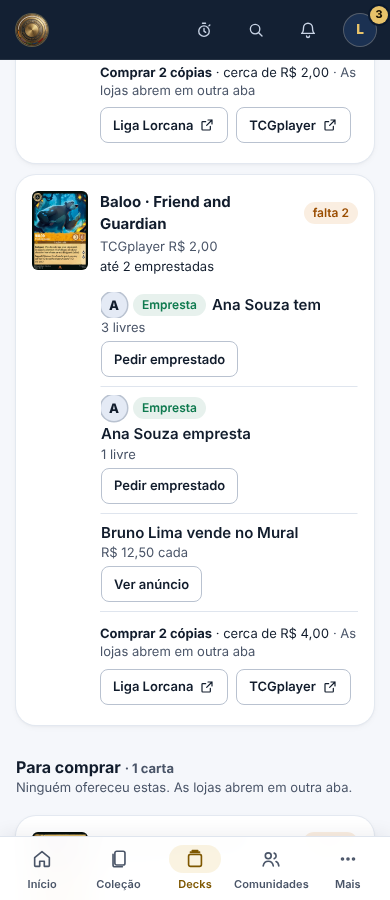 L
3
Comprar 2 cópias · cerca de R$ 2,00 · As
lojas abrem em outra aba
Liga Lorcana
TCGplayer
Baloo · Friend and
Guardian
falta 2
TCGplayer R$ 2,00
até 2 emprestadas
A Empresta Ana Souza tem
3 livres
Pedir emprestado
A Empresta
Ana Souza empresta
1 livre
Pedir emprestado
Bruno Lima vende no Mural
R$ 12,50 cada
Ver anúncio
Comprar 2 cópias · cerca de R$ 4,00 · As
lojas abrem em outra aba
Liga Lorcana
TCGplayer
Para comprar · 1 carta
Ninguém ofereceu estas. As lojas abrem em outra aba.
Início
Coleção
Decks
Comunidades
Mais